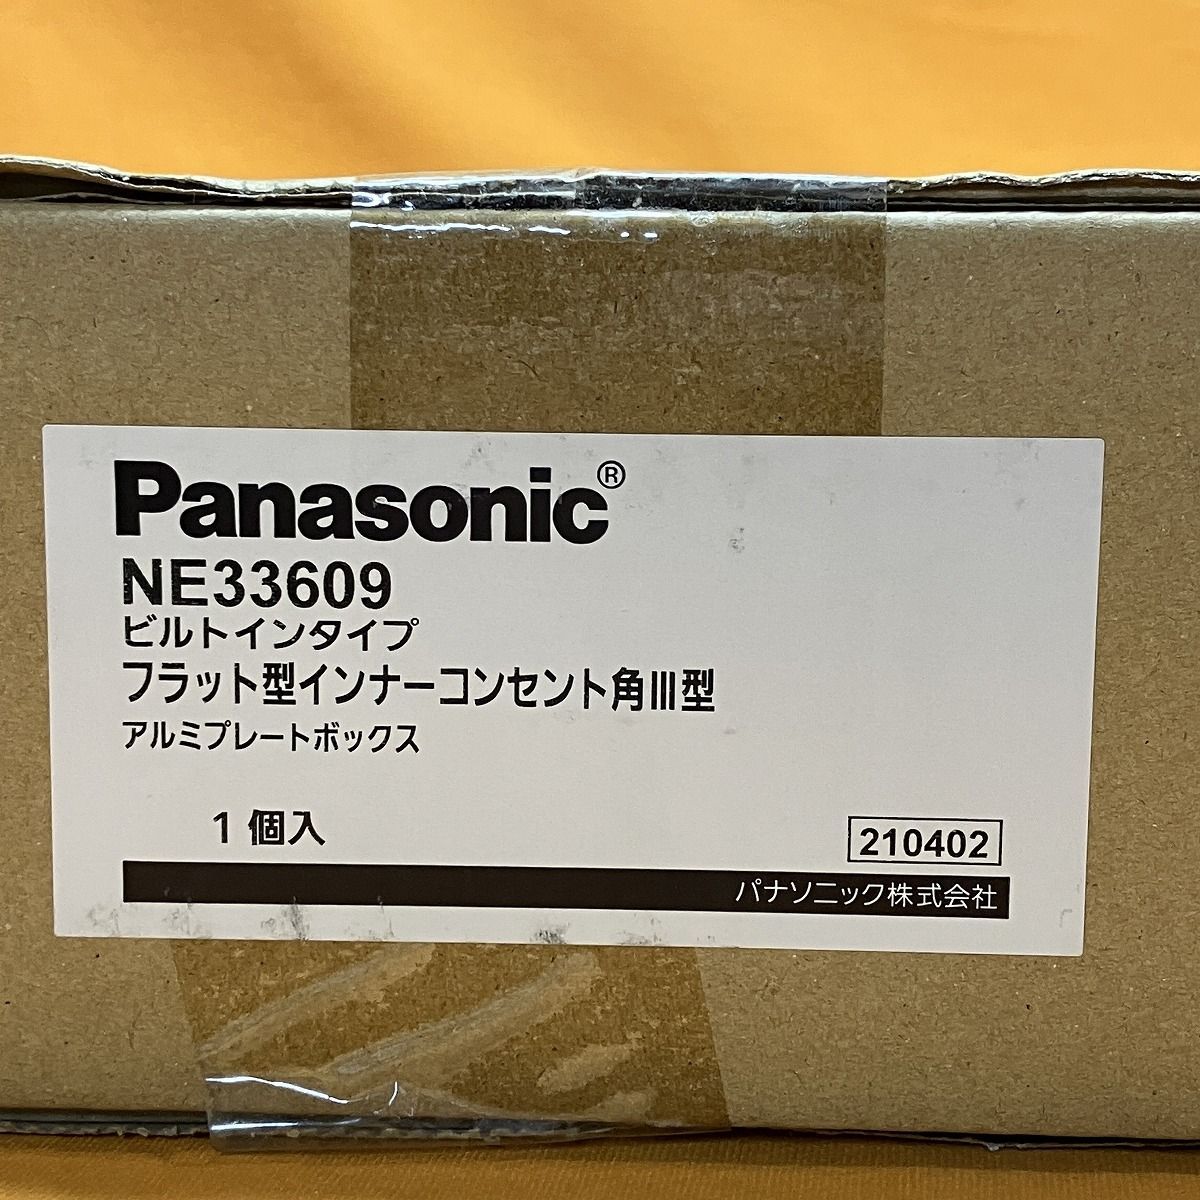 Panasonic®
NE33609
ビルトインタイプ
フラット型インナーコンセント角Ⅲ型
アルミプレートボックス
1個入
210402
パナソニック株式会社